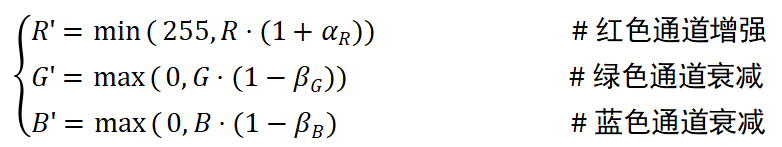 R' = min ( 255, R · (1 + α_R)) # 红色通道增强
G' = max ( 0, G · (1 − β_G)) # 绿色通道衰减
B' = max ( 0, B · (1 − β_B) # 蓝色通道衰减